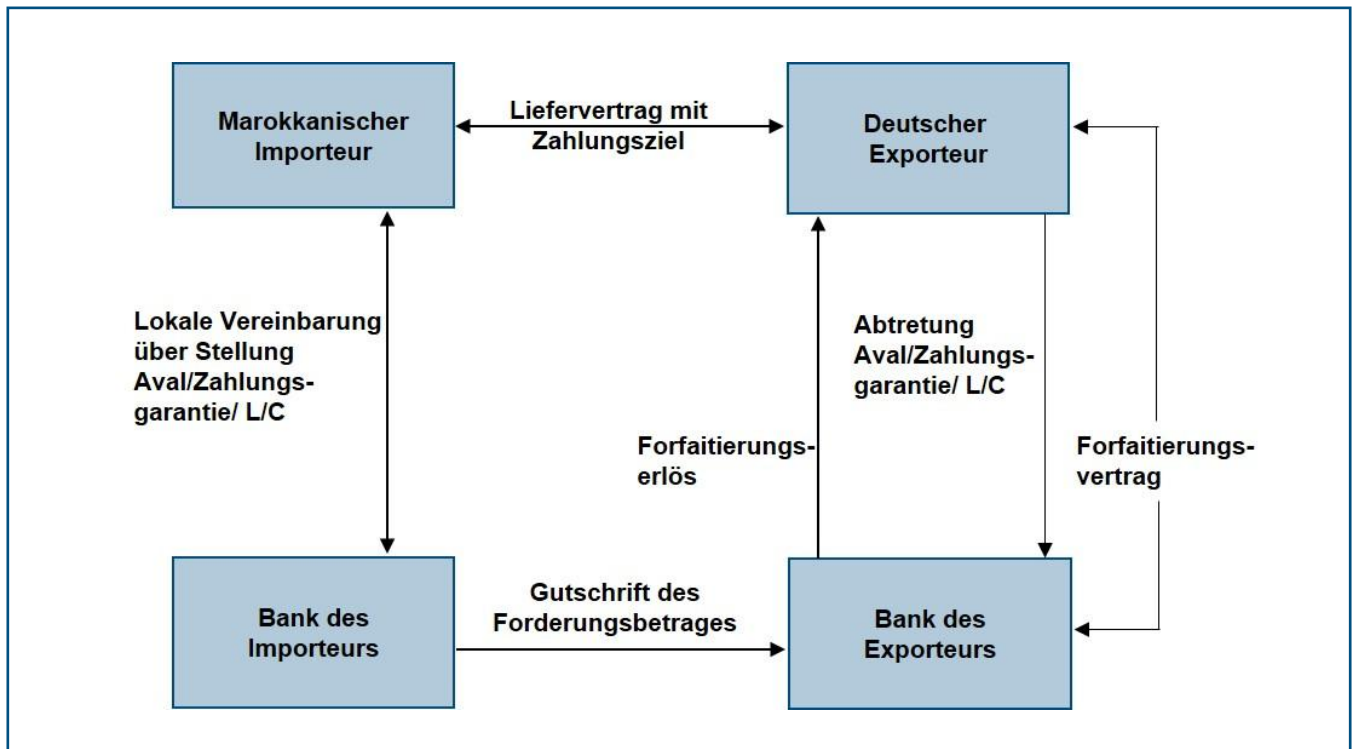 Marokkanischer
Importeur
Liefervertrag mit
Zahlungsziel
Deutscher
Exporteur
Lokale Vereinbarung
über Stellung
Aval/Zahlungs-
garantie/ L/C
Forfaitierungs-
erlös
Abtretung
Aval/Zahlungs-
garantie/ L/C
Forfaitierungs-
vertrag
Bank des
Importeurs
Gutschrift des
Forderungsbetrages
Bank des
Exporteurs